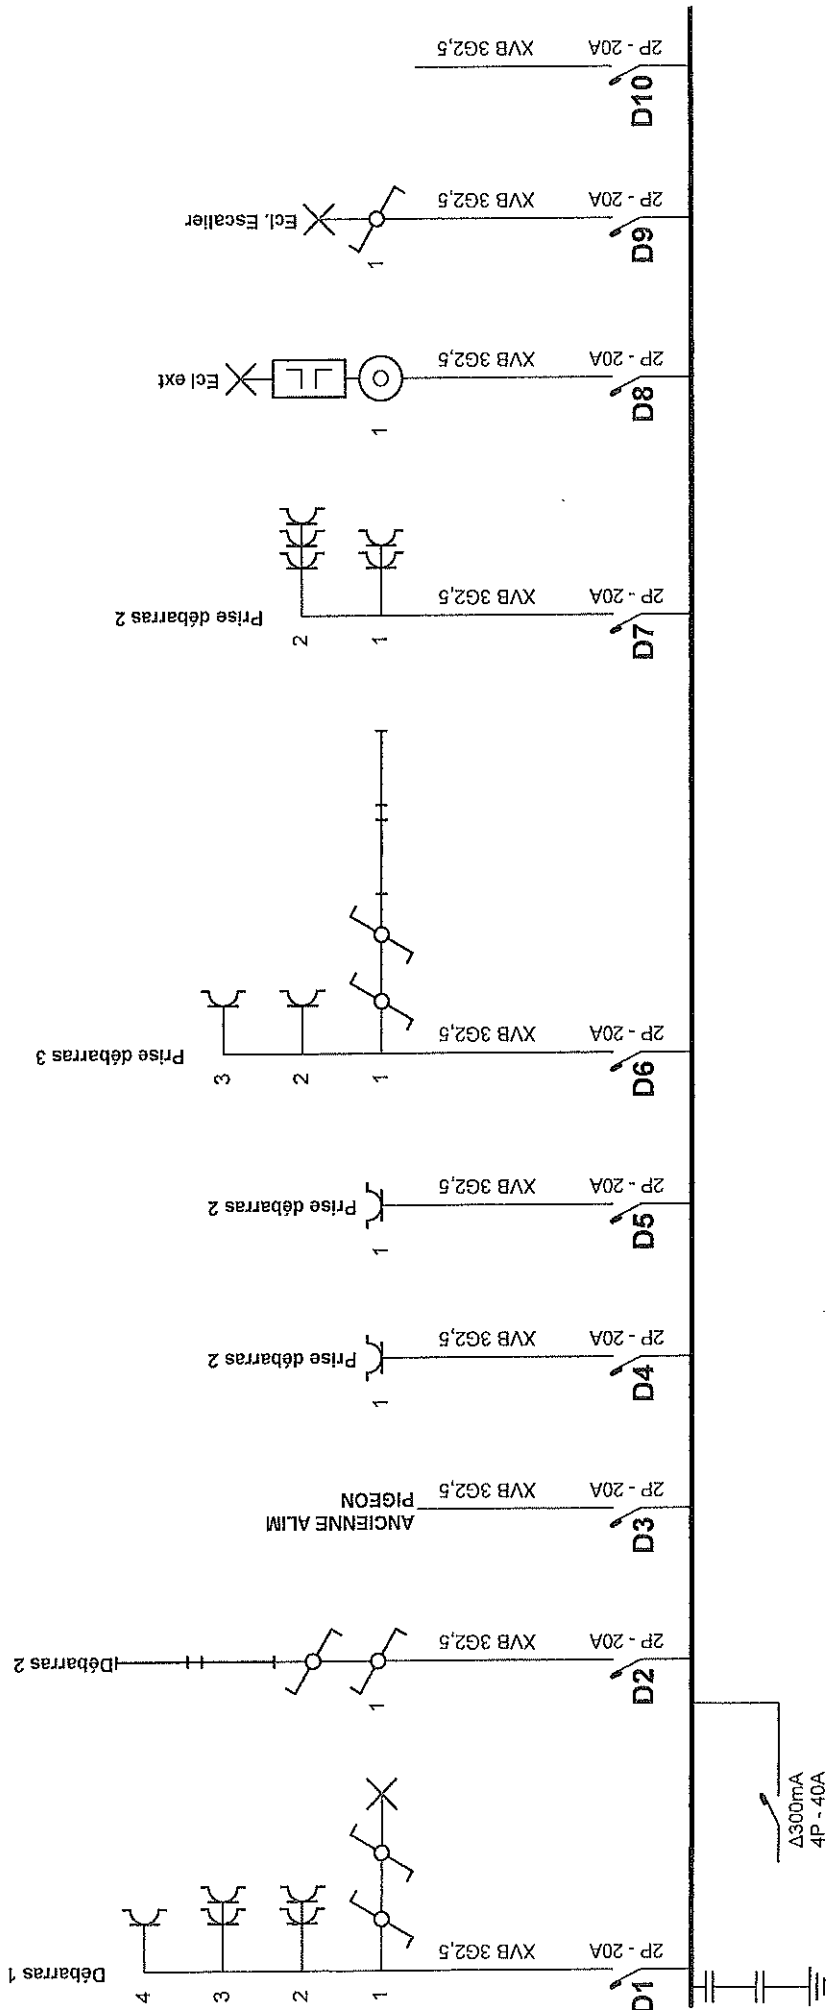 Débarras 1
4
3
2
1
XVB 3G2,5
2P - 20A
D1
Débarras 2
1
XVB 3G2,5
2P - 20A
D2
ANCIENNE ALIM
PIGEON
XVB 3G2,5
2P - 20A
D3
Prise débarras 2
1
XVB 3G2,5
2P - 20A
D4
Prise débarras 2
1
XVB 3G2,5
2P - 20A
D5
Prise débarras 3
3
2
1
XVB 3G2,5
2P - 20A
D6
Prise débarras 2
2
1
XVB 3G2,5
2P - 20A
D7
Ecl ext
1
XVB 3G2,5
2P - 20A
D8
Ecl. Escalier
1
XVB 3G2,5
2P - 20A
D9
XVB 3G2,5
2P - 20A
D10
Δ300mA
4P - 40A